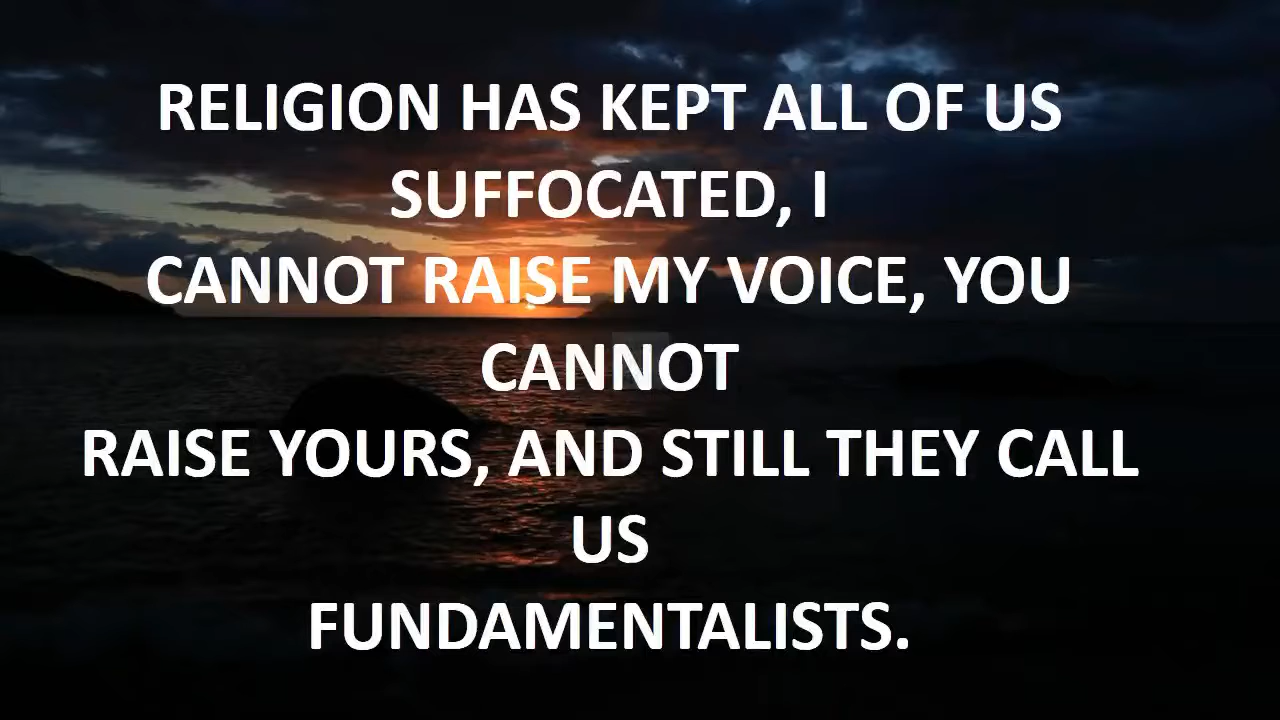 RELIGION HAS KEPT ALL OF US
SUFFOCATED, I
CANNOT RAISE MY VOICE, YOU
CANNOT
RAISE YOURS, AND STILL THEY CALL
US
FUNDAMENTALISTS.